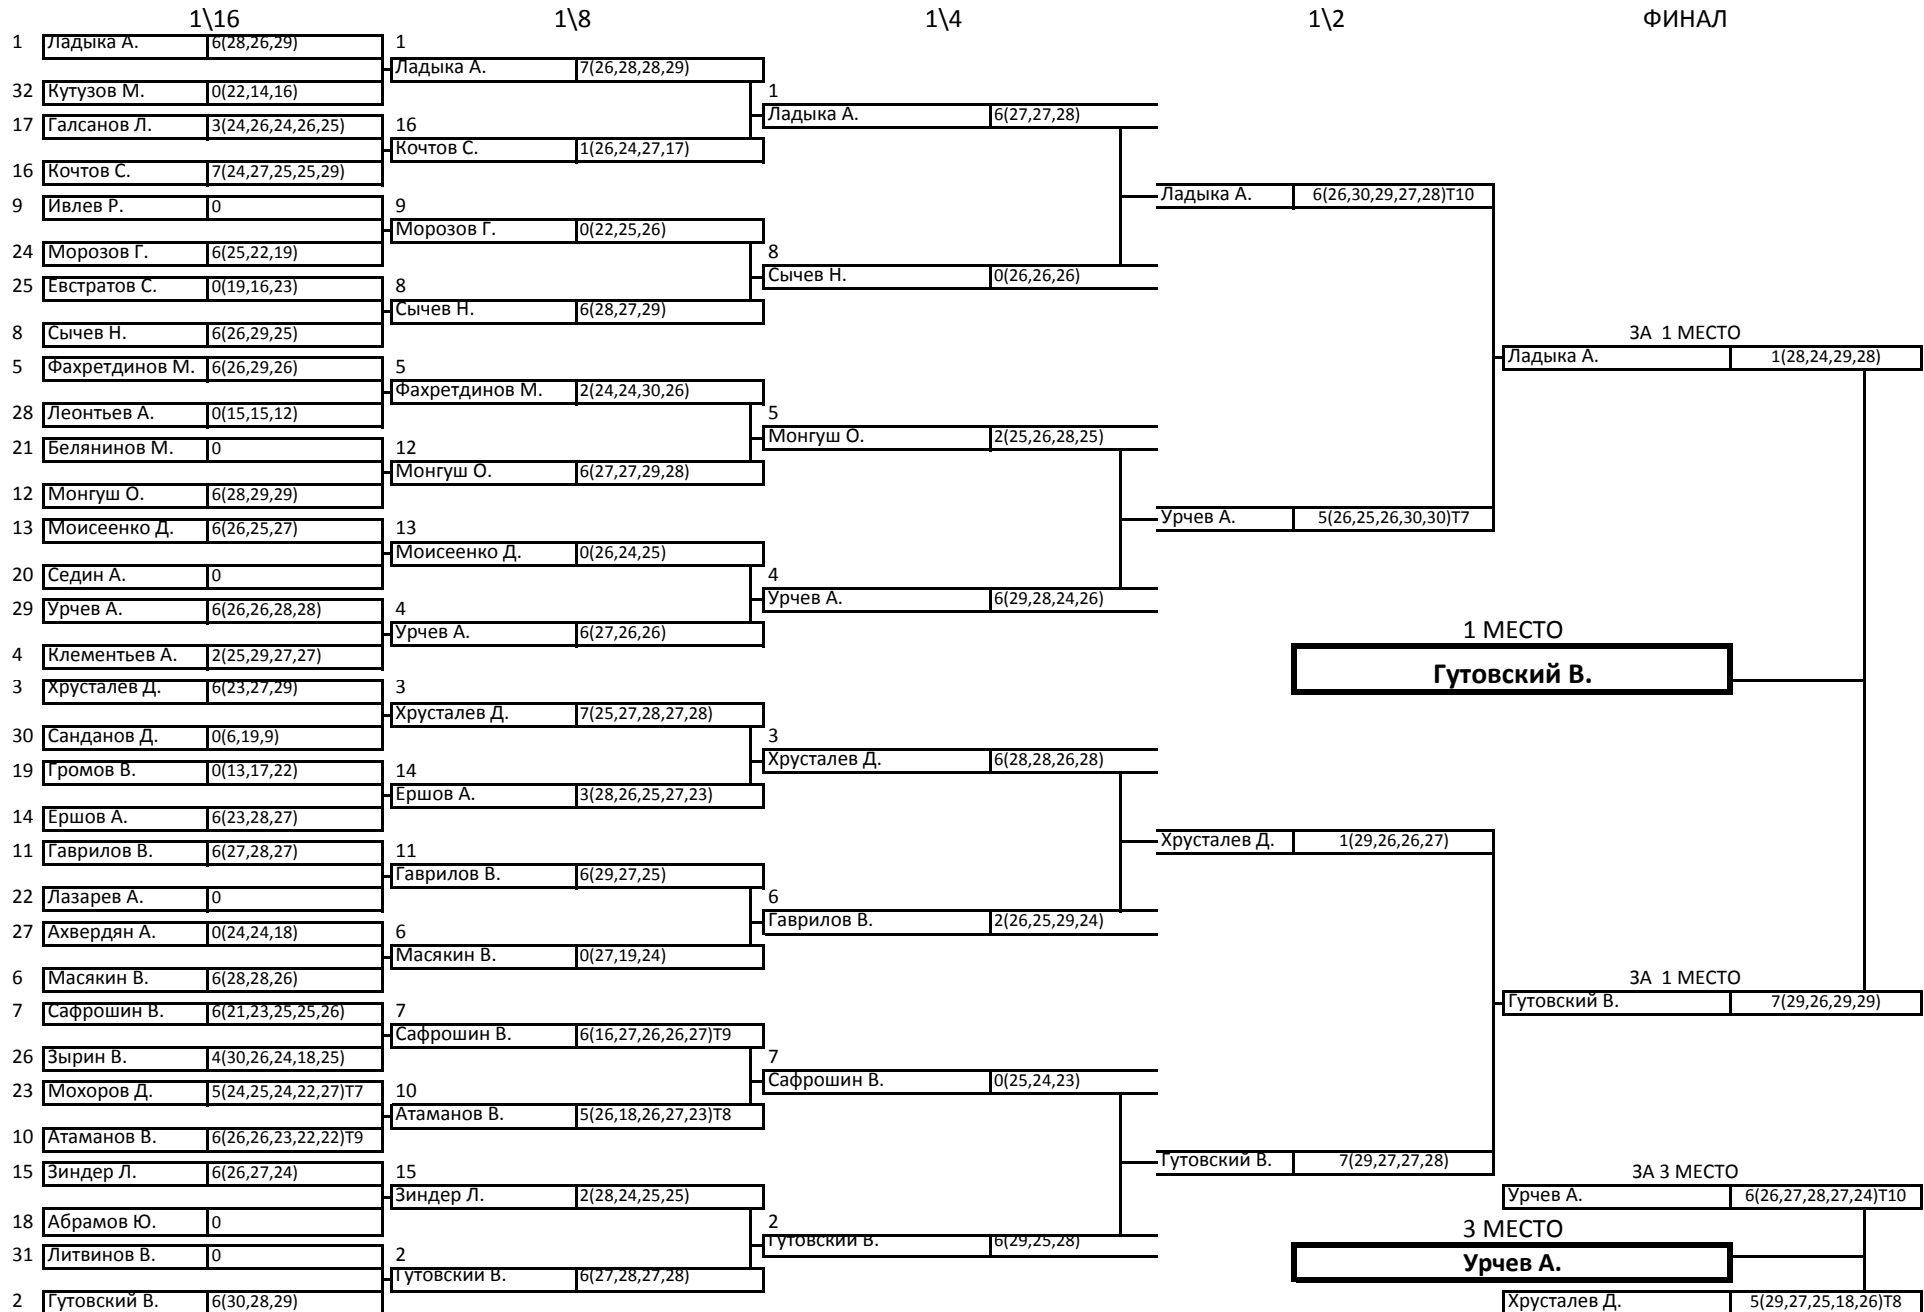 1\16 1\8 1\4 1\2 ФИНАЛ
1 Ладыка А. 6(28,26,29) 1
Ладыка А. 7(26,28,28,29)
32 Кутузов М. 0(22,14,16) 1
Ладыка А. 6(27,27,28)
17 Галсанов Л. 3(24,26,24,26,25) 16
Кочтов С. 1(26,24,27,17)
16 Кочтов С. 7(24,27,25,25,29)
Ладыка А. 6(26,30,29,27,28)Т10
9 Ивлев Р. 0 9
Морозов Г. 0(22,25,26)
24 Морозов Г. 6(25,22,19) 8
Сычев Н. 0(26,26,26)
25 Евстратов С. 0(19,16,23) 8
Сычев Н. 6(28,27,29)
8 Сычев Н. 6(26,29,25) ЗА 1 МЕСТО
Ладыка А. 1(28,24,29,28)
5 Фахретдинов М. 6(26,29,26) 5
Фахретдинов М. 2(24,24,30,26)
28 Леонтьев А. 0(15,15,12) 5
Монгуш О. 2(25,26,28,25)
21 Белянинов М. 0 12
Монгуш О. 6(27,27,29,28)
12 Монгуш О. 6(28,29,29)
Урчев А. 5(26,25,26,30,30)Т7
13 Моисеенко Д. 6(26,25,27) 13
Моисеенко Д. 0(26,24,25)
20 Седин А. 0 4
Урчев А. 6(29,28,24,26)
29 Урчев А. 6(26,26,28,28) 4
Урчев А. 6(27,26,26) 1 МЕСТО
4 Клементьев А. 2(25,29,27,27)
Гутовский В.
3 Хрусталев Д. 6(23,27,29) 3
Хрусталев Д. 7(25,27,28,27,28)
30 Санданов Д. 0(6,19,9) 3
Хрусталев Д. 6(28,28,26,28)
19 Громов В. 0(13,17,22) 14
Ершов А. 3(28,26,25,27,23)
14 Ершов А. 6(23,28,27)
Хрусталев Д. 1(29,26,26,27)
11 Гаврилов В. 6(27,28,27) 11
Гаврилов В. 6(29,27,25)
22 Лазарев А. 0 6
Гаврилов В. 2(26,25,29,24)
27 Ахвердян А. 0(24,24,18) 6
Масякин В. 0(27,19,24)
6 Масякин В. 6(28,28,26) ЗА 1 МЕСТО
Гутовский В. 7(29,26,29,29)
7 Сафрошин В. 6(21,23,25,25,26) 7
Сафрошин В. 6(16,27,26,26,27)Т9
26 Зырин В. 4(30,26,24,18,25) 7
Сафрошин В. 0(25,24,23)
23 Мохоров Д. 5(24,25,24,22,27)Т7 10
Атаманов В. 5(26,18,26,27,23)Т8
10 Атаманов В. 6(26,26,23,22,22)Т9
Гутовский В. 7(29,27,27,28)
15 Зиндер Л. 6(26,27,24) 15 ЗА 3 МЕСТО
Зиндер Л. 2(28,24,25,25) Урчев А. 6(26,27,28,27,24)Т10
18 Абрамов Ю. 0 2 3 МЕСТО
Гутовский В. 6(29,25,28)
31 Литвинов В. 0 2 Урчев А.
Гутовский В. 6(27,28,27,28)
2 Гутовский В. 6(30,28,29) Хрусталев Д. 5(29,27,25,18,26)Т8